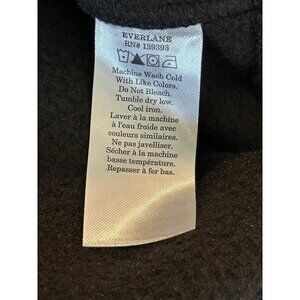 EVERLANE
RN# 139393
Machine Wash Cold
With Like Colors.
Do Not Bleach.
Tumble dry low.
Cool iron.
Laver à la machine
à l'eau froide avec
couleurs similaires.
Ne pas javelliser.
Sécher à la machine
basse température.
Repasser à fer bas.